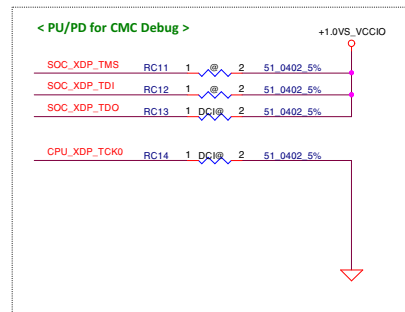 < PU/PD for CMC Debug >
+1.0VS_VCCIO
SOC_XDP_TMS RC11 1 @ 2 51_0402_5%
SOC_XDP_TDI RC12 1 @ 2 51_0402_5%
SOC_XDP_TDO RC13 1 DCI@ 2 51_0402_5%
CPU_XDP_TCK0 RC14 1 DCI@ 2 51_0402_5%